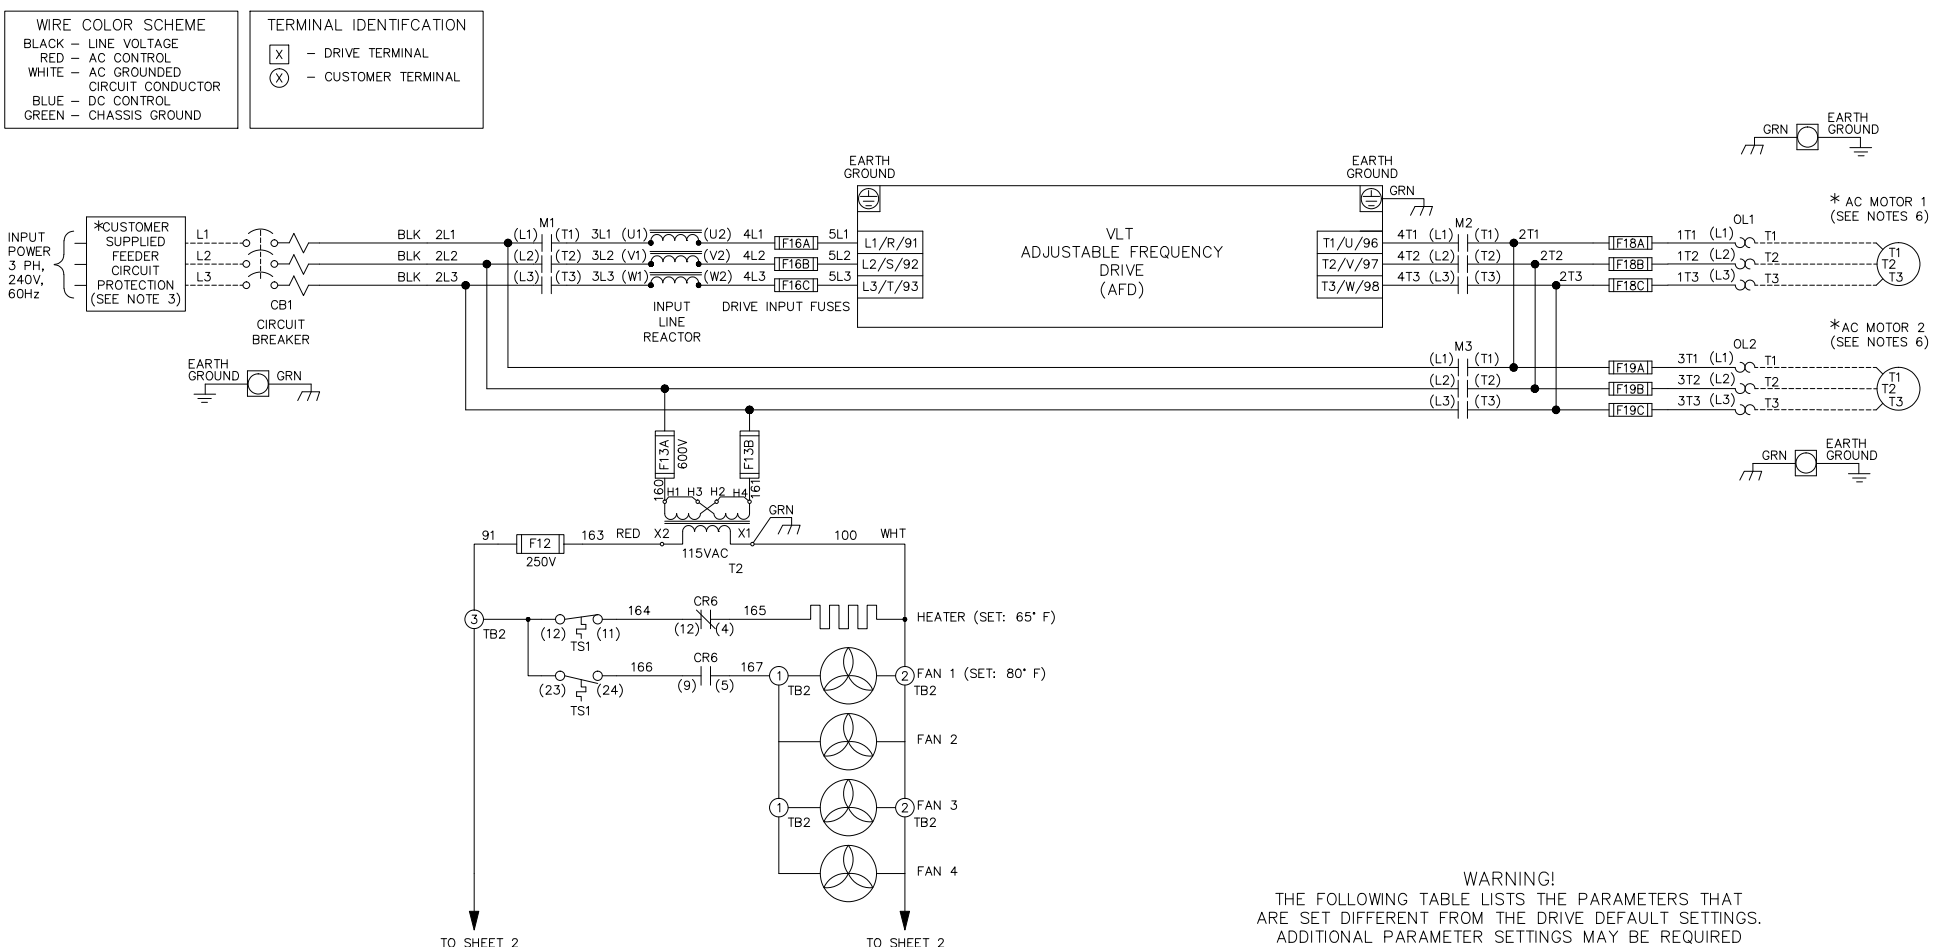 WIRE COLOR SCHEME
BLACK – LINE VOLTAGE
RED – AC CONTROL
WHITE – AC GROUNDED
CIRCUIT CONDUCTOR
BLUE – DC CONTROL
GREEN – CHASSIS GROUND
TERMINAL IDENTIFCATION
X – DRIVE TERMINAL
X – CUSTOMER TERMINAL
INPUT
POWER
3 PH,
240V,
60Hz
*CUSTOMER
SUPPLIED
FEEDER
CIRCUIT
PROTECTION
(SEE NOTE 3)
L1
L2
L3
CB1
CIRCUIT
BREAKER
BLK 2L1
BLK 2L2
BLK 2L3
M1
(L1) (T1) 3L1 (U1) (U2) 4L1 F16A 5L1
(L2) (T2) 3L2 (V1) (V2) 4L2 F16B 5L2
(L3) (T3) 3L3 (W1) (W2) 4L3 F16C 5L3
INPUT
LINE
REACTOR
DRIVE INPUT FUSES
EARTH
GROUND
L1/R/91
L2/S/92
L3/T/93
VLT
ADJUSTABLE FREQUENCY
DRIVE
(AFD)
EARTH
GROUND
GRN
T1/U/96
T2/V/97
T3/W/98
M2
4T1 (L1) (T1) 2T1 F18A 1T1 (L1) T1
4T2 (L2) (T2) 2T2 F18B 1T2 (L2) T2
4T3 (L3) (T3) 2T3 F18C 1T3 (L3) T3
OL1
GRN
EARTH
GROUND
* AC MOTOR 1
(SEE NOTES 6)
T1
T2
T3
M3
(L1) (T1) F19A 3T1 (L1) T1
(L2) (T2) F19B 3T2 (L2) T2
(L3) (T3) F19C 3T3 (L3) T3
OL2
*AC MOTOR 2
(SEE NOTES 6)
T1
T2
T3
GRN
EARTH
GROUND
EARTH
GROUND
GRN
F13A
600V
F13B
160
161
H1 H3 H2 H4
GRN
91 F12 163 RED X2 X1 100 WHT
250V
115VAC
T2
3
TB2
(12) (11)
TS1
164
CR6
(12) (4)
165
HEATER (SET: 65° F)
(23) (24)
TS1
166
CR6
(9) (5)
167
1
TB2
2
TB2
FAN 1 (SET: 80° F)
FAN 2
1
TB2
2
TB2
FAN 3
FAN 4
TO SHEET 2
TO SHEET 2
WARNING!
THE FOLLOWING TABLE LISTS THE PARAMETERS THAT
ARE SET DIFFERENT FROM THE DRIVE DEFAULT SETTINGS.
ADDITIONAL PARAMETER SETTINGS MAY BE REQUIRED